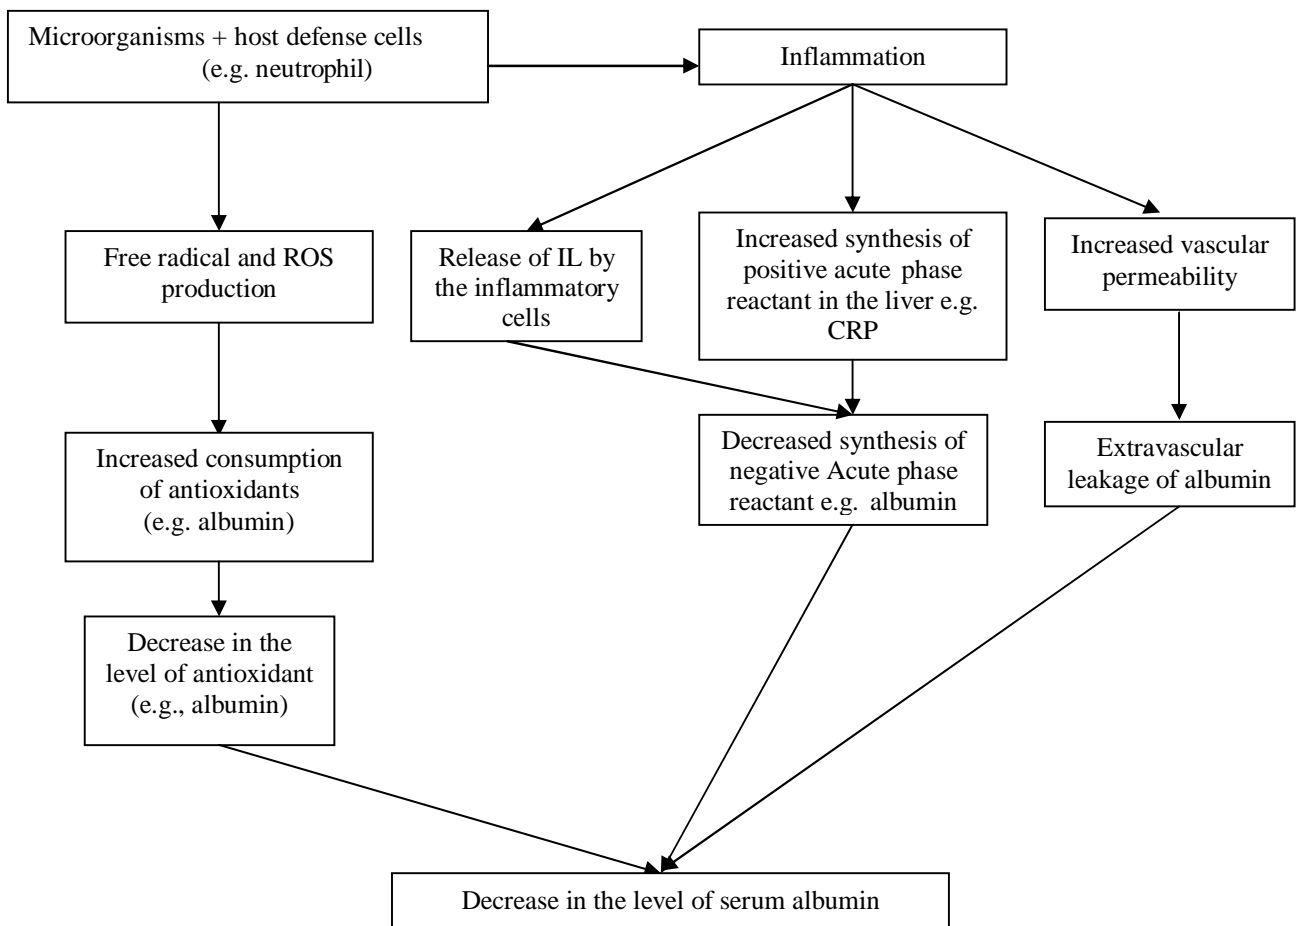 Microorganisms + host defense cells
(e.g. neutrophil)
Inflammation
Free radical and ROS
production
Release of IL by
the inflammatory
cells
Increased synthesis of
positive acute phase
reactant in the liver e.g.
CRP
Increased vascular
permeability
Increased consumption
of antioxidants
(e.g. albumin)
Decreased synthesis of
negative Acute phase
reactant e.g. albumin
Extravascular
leakage of albumin
Decrease in the
level of antioxidant
(e.g., albumin)
Decrease in the level of serum albumin